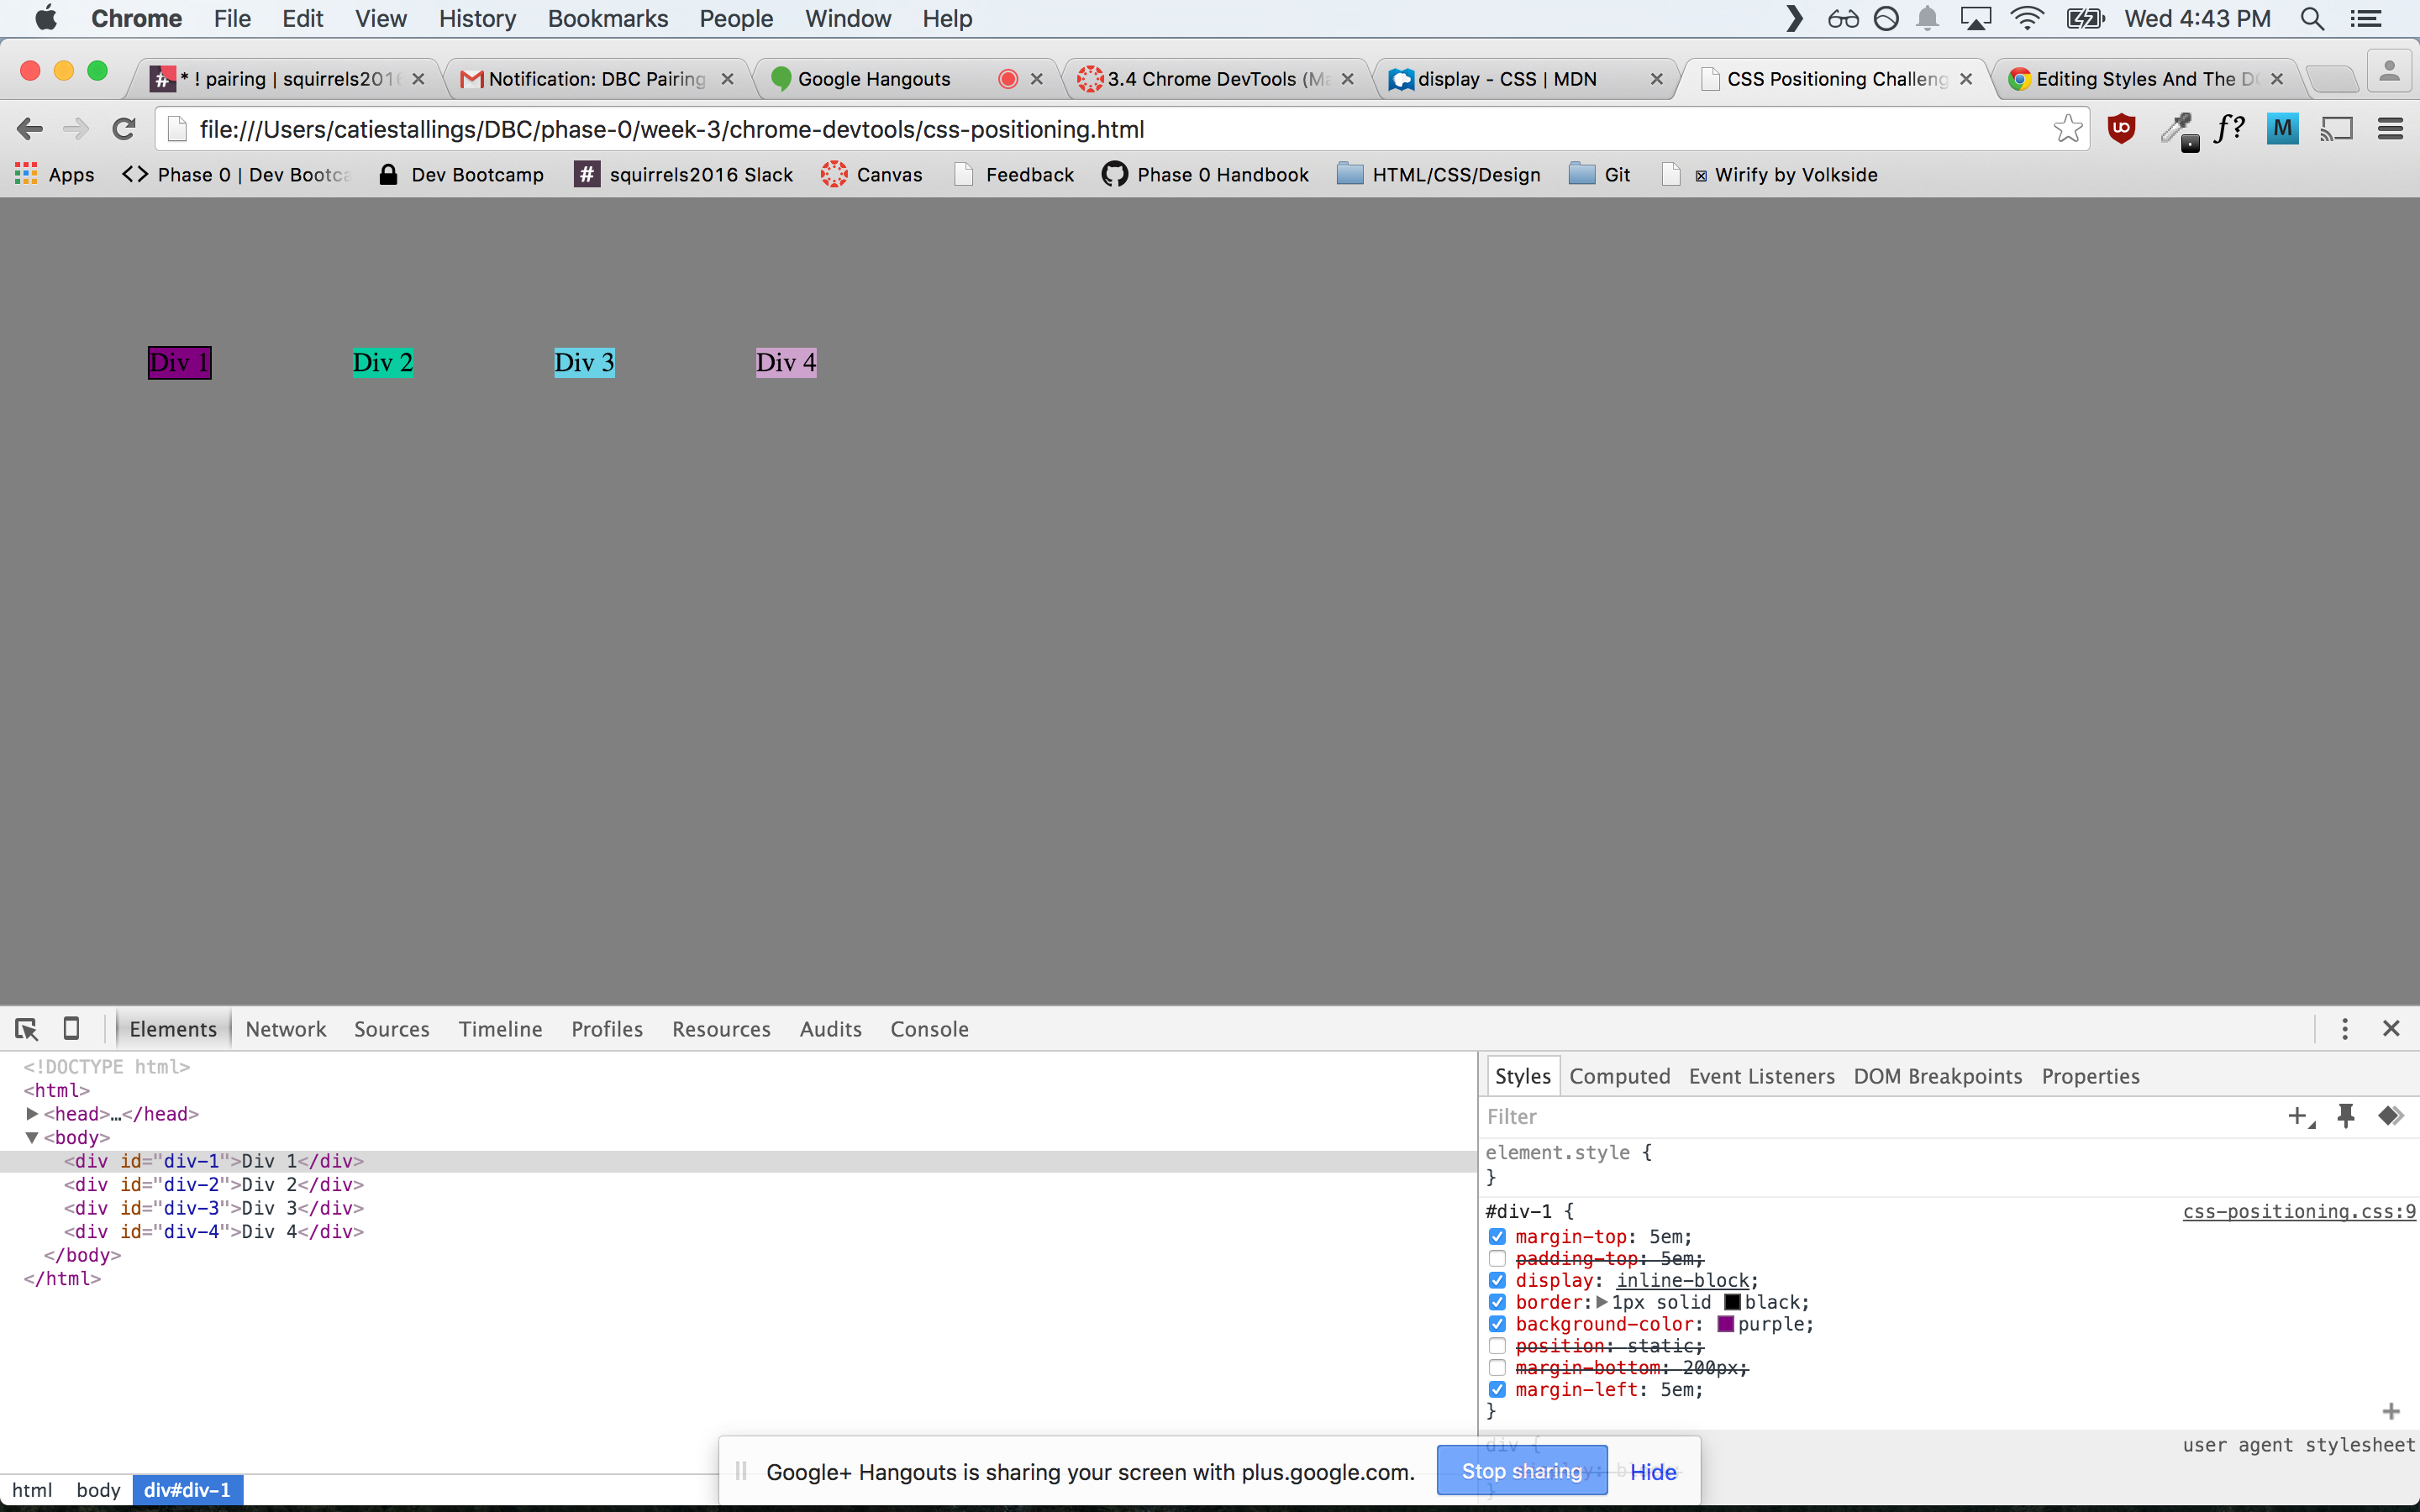 Chrome File Edit View History Bookmarks People Window Help Wed 4:43 PM
* ! pairing | squirrels2016 Notification: DBC Pairing Google Hangouts 3.4 Chrome DevTools (Ma display - CSS | MDN CSS Positioning Challeng Editing Styles And The DO
file:///Users/catiestallings/DBC/phase-0/week-3/chrome-devtools/css-positioning.html f? M
Apps <> Phase 0 | Dev Bootca Dev Bootcamp # squirrels2016 Slack Canvas Feedback Phase 0 Handbook HTML/CSS/Design Git Wirify by Volkside
Div 1 Div 2 Div 3 Div 4
Elements Network Sources Timeline Profiles Resources Audits Console
<!DOCTYPE html>
<html>
<head>…</head>
<body>
<div id="div-1">Div 1</div>
<div id="div-2">Div 2</div>
<div id="div-3">Div 3</div>
<div id="div-4">Div 4</div>
</body>
</html>
html body div#div-1
Styles Computed Event Listeners DOM Breakpoints Properties
Filter
element.style {
}
#div-1 { css-positioning.css:9
margin-top: 5em;
padding-top: 5em;
display: inline-block;
border: 1px solid black;
background-color: purple;
position: static;
margin-bottom: 200px;
margin-left: 5em;
}
div { user agent stylesheet
}
Google+ Hangouts is sharing your screen with plus.google.com. Stop sharing Hide